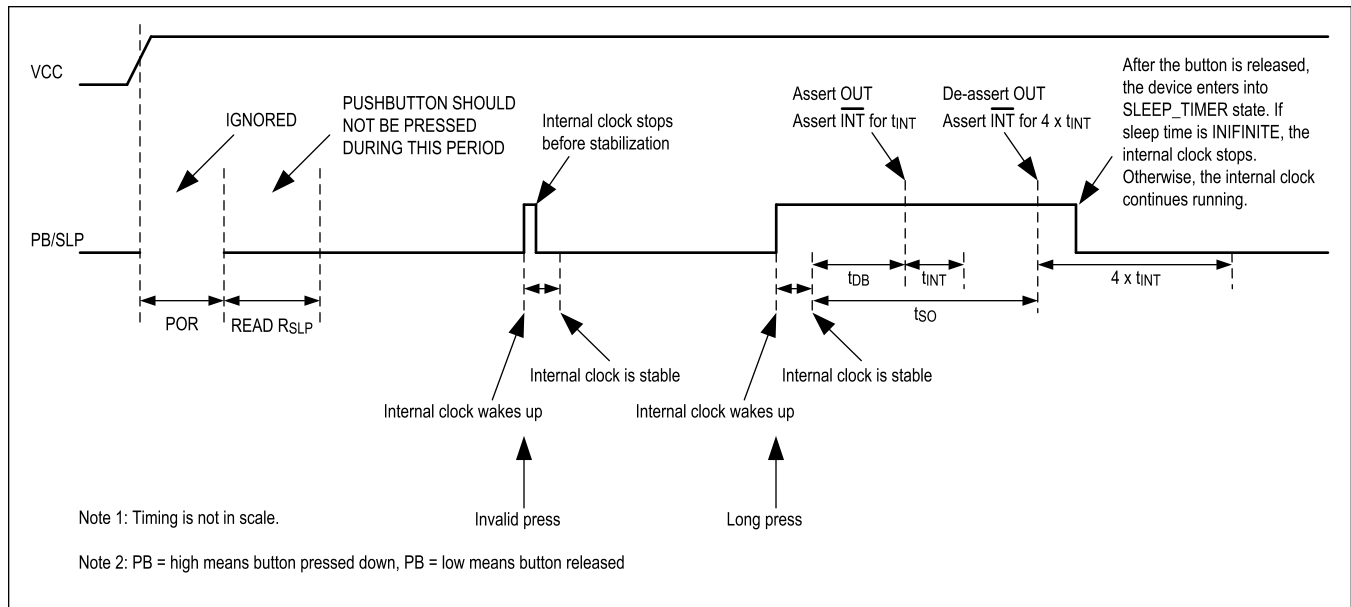 VCC
IGNORED
PUSHBUTTON SHOULD
NOT BE PRESSED
DURING THIS PERIOD
Internal clock stops
before stabilization
Assert OUT
Assert INT for tINT
De-assert OUT
Assert INT for 4 x tINT
After the button is released,
the device enters into
SLEEP_TIMER state. If
sleep time is INIFINITE, the
internal clock stops.
Otherwise, the internal clock
continues running.
PB/SLP
POR
READ RSLP
tDB
tINT
4 x tINT
tSO
Internal clock is stable
Internal clock is stable
Internal clock wakes up
Internal clock wakes up
Invalid press
Long press
Note 1: Timing is not in scale.
Note 2: PB = high means button pressed down, PB = low means button released